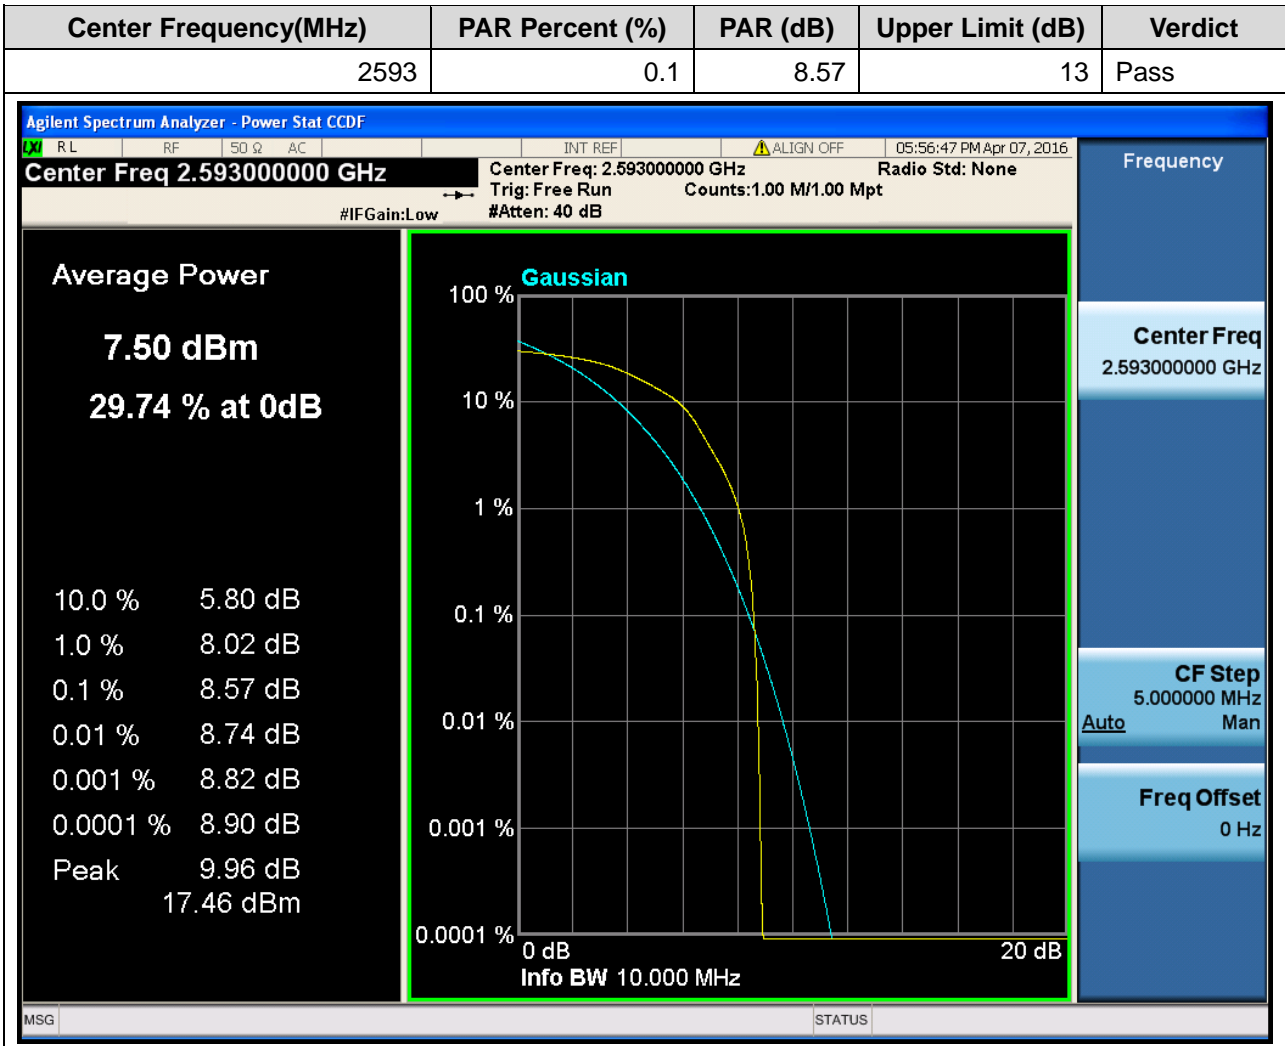 Center Frequency(MHz) PAR Percent (%) PAR (dB) Upper Limit (dB) Verdict
2593 0.1 8.57 13 Pass
Agilent Spectrum Analyzer - Power Stat CCDF
LXI RL RF 50 Ω AC INT REF ALIGN OFF 05:56:47 PM Apr 07, 2016
Center Freq 2.593000000 GHz
Center Freq: 2.593000000 GHz Radio Std: None
Trig: Free Run Counts:1.00 M/1.00 Mpt
#IFGain:Low #Atten: 40 dB
Average Power
7.50 dBm
29.74 % at 0dB
10.0 % 5.80 dB
1.0 % 8.02 dB
0.1 % 8.57 dB
0.01 % 8.74 dB
0.001 % 8.82 dB
0.0001 % 8.90 dB
Peak 9.96 dB
17.46 dBm
Gaussian
100 %
10 %
1 %
0.1 %
0.01 %
0.001 %
0.0001 %
0 dB 20 dB
Info BW 10.000 MHz
Frequency
Center Freq
2.593000000 GHz
CF Step
5.000000 MHz
Auto Man
Freq Offset
0 Hz
MSG STATUS